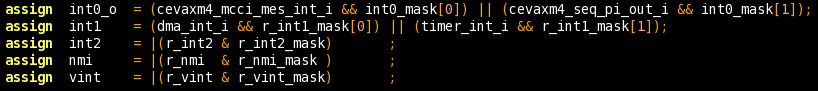 assign  int0_o  = (cevaxm4_mcci_mes_int_i && int0_mask[0]) || (cevaxm4_seq_pi_out_i && int0_mask[1]);
assign  int1    = (dma_int_i && r_int1_mask[0]) || (timer_int_i && r_int1_mask[1]);
assign  int2    = |(r_int2 & r_int2_mask)       ;
assign  nmi     = |(r_nmi  & r_nmi_mask )       ;
assign  vint    = |(r_vint & r_vint_mask)       ;